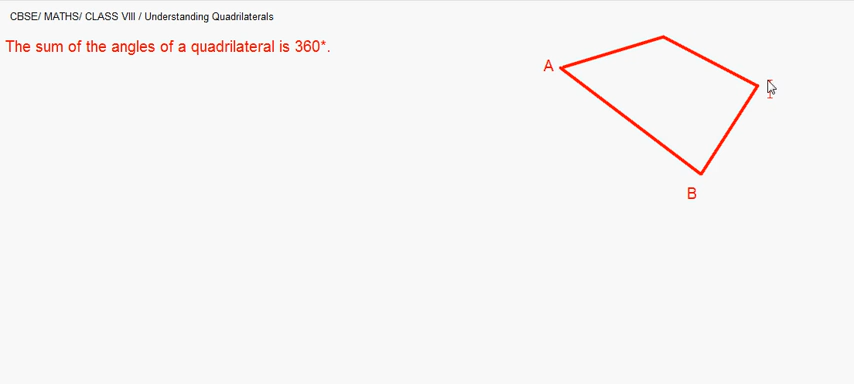 CBSE/ MATHS/ CLASS VIII / Understanding Quadrilaterals
The sum of the angles of a quadrilateral is 360*.
A
B